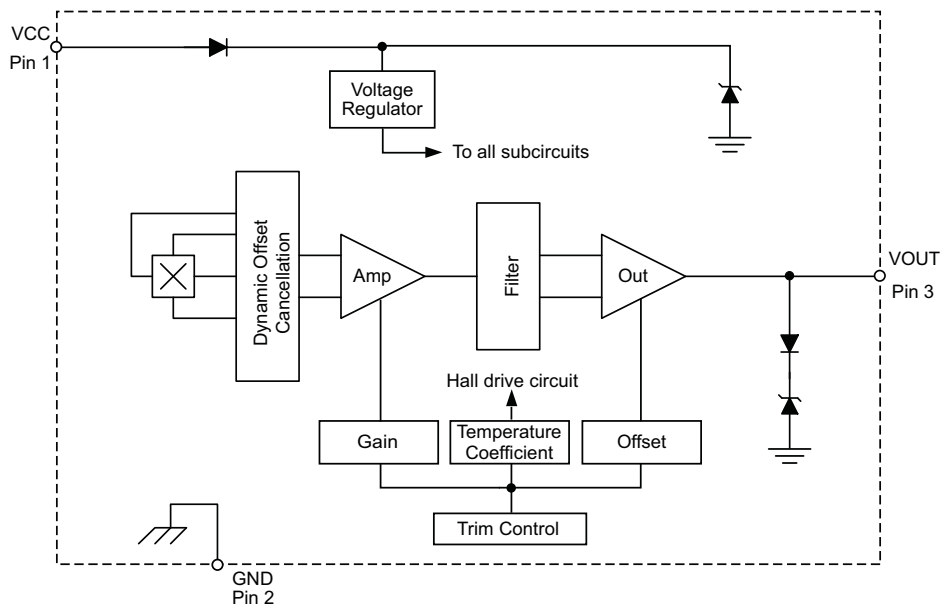 VCC
Pin 1
Voltage
Regulator
To all subcircuits
Dynamic Offset
Cancellation
Amp
Filter
Out
VOUT
Pin 3
Hall drive circuit
Gain
Temperature
Coefficient
Offset
Trim Control
GND
Pin 2